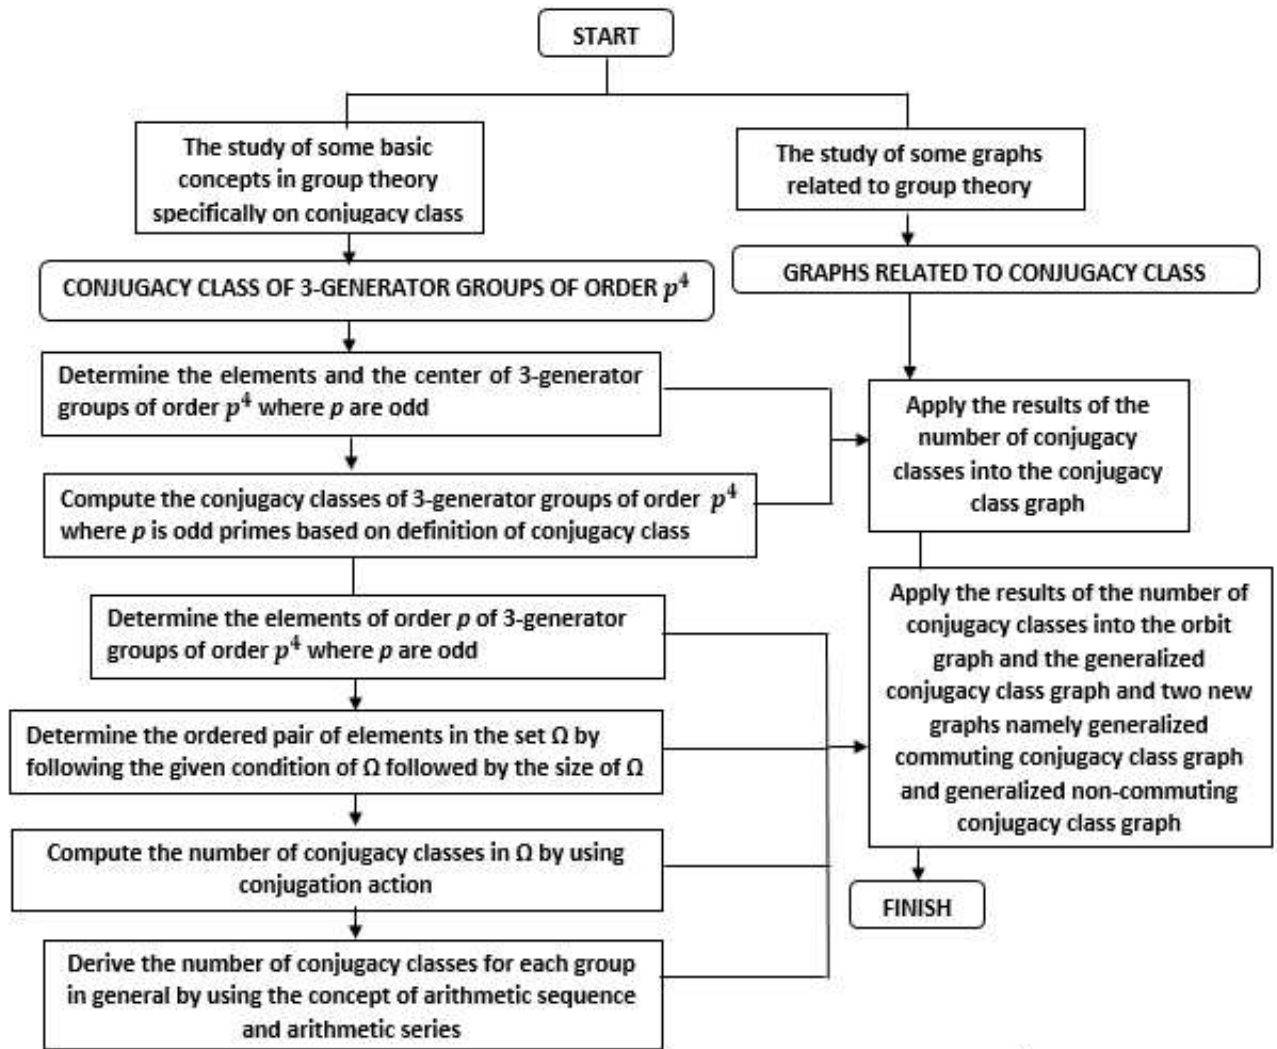 START
The study of some basic
concepts in group theory
specifically on conjugacy class
The study of some graphs
related to group theory
CONJUGACY CLASS OF 3-GENERATOR GROUPS OF ORDER p⁴
GRAPHS RELATED TO CONJUGACY CLASS
Determine the elements and the center of 3-generator
groups of order p⁴ where p are odd
Compute the conjugacy classes of 3-generator groups of order p⁴
where p is odd primes based on definition of conjugacy class
Apply the results of the
number of conjugacy
classes into the conjugacy
class graph
Determine the elements of order p of 3-generator
groups of order p⁴ where p are odd
Determine the ordered pair of elements in the set Ω by
following the given condition of Ω followed by the size of Ω
Compute the number of conjugacy classes in Ω by using
conjugation action
Derive the number of conjugacy classes for each group
in general by using the concept of arithmetic sequence
and arithmetic series
Apply the results of the number of
conjugacy classes into the orbit
graph and the generalized
conjugacy class graph and two new
graphs namely generalized
commuting conjugacy class graph
and generalized non-commuting
conjugacy class graph
FINISH